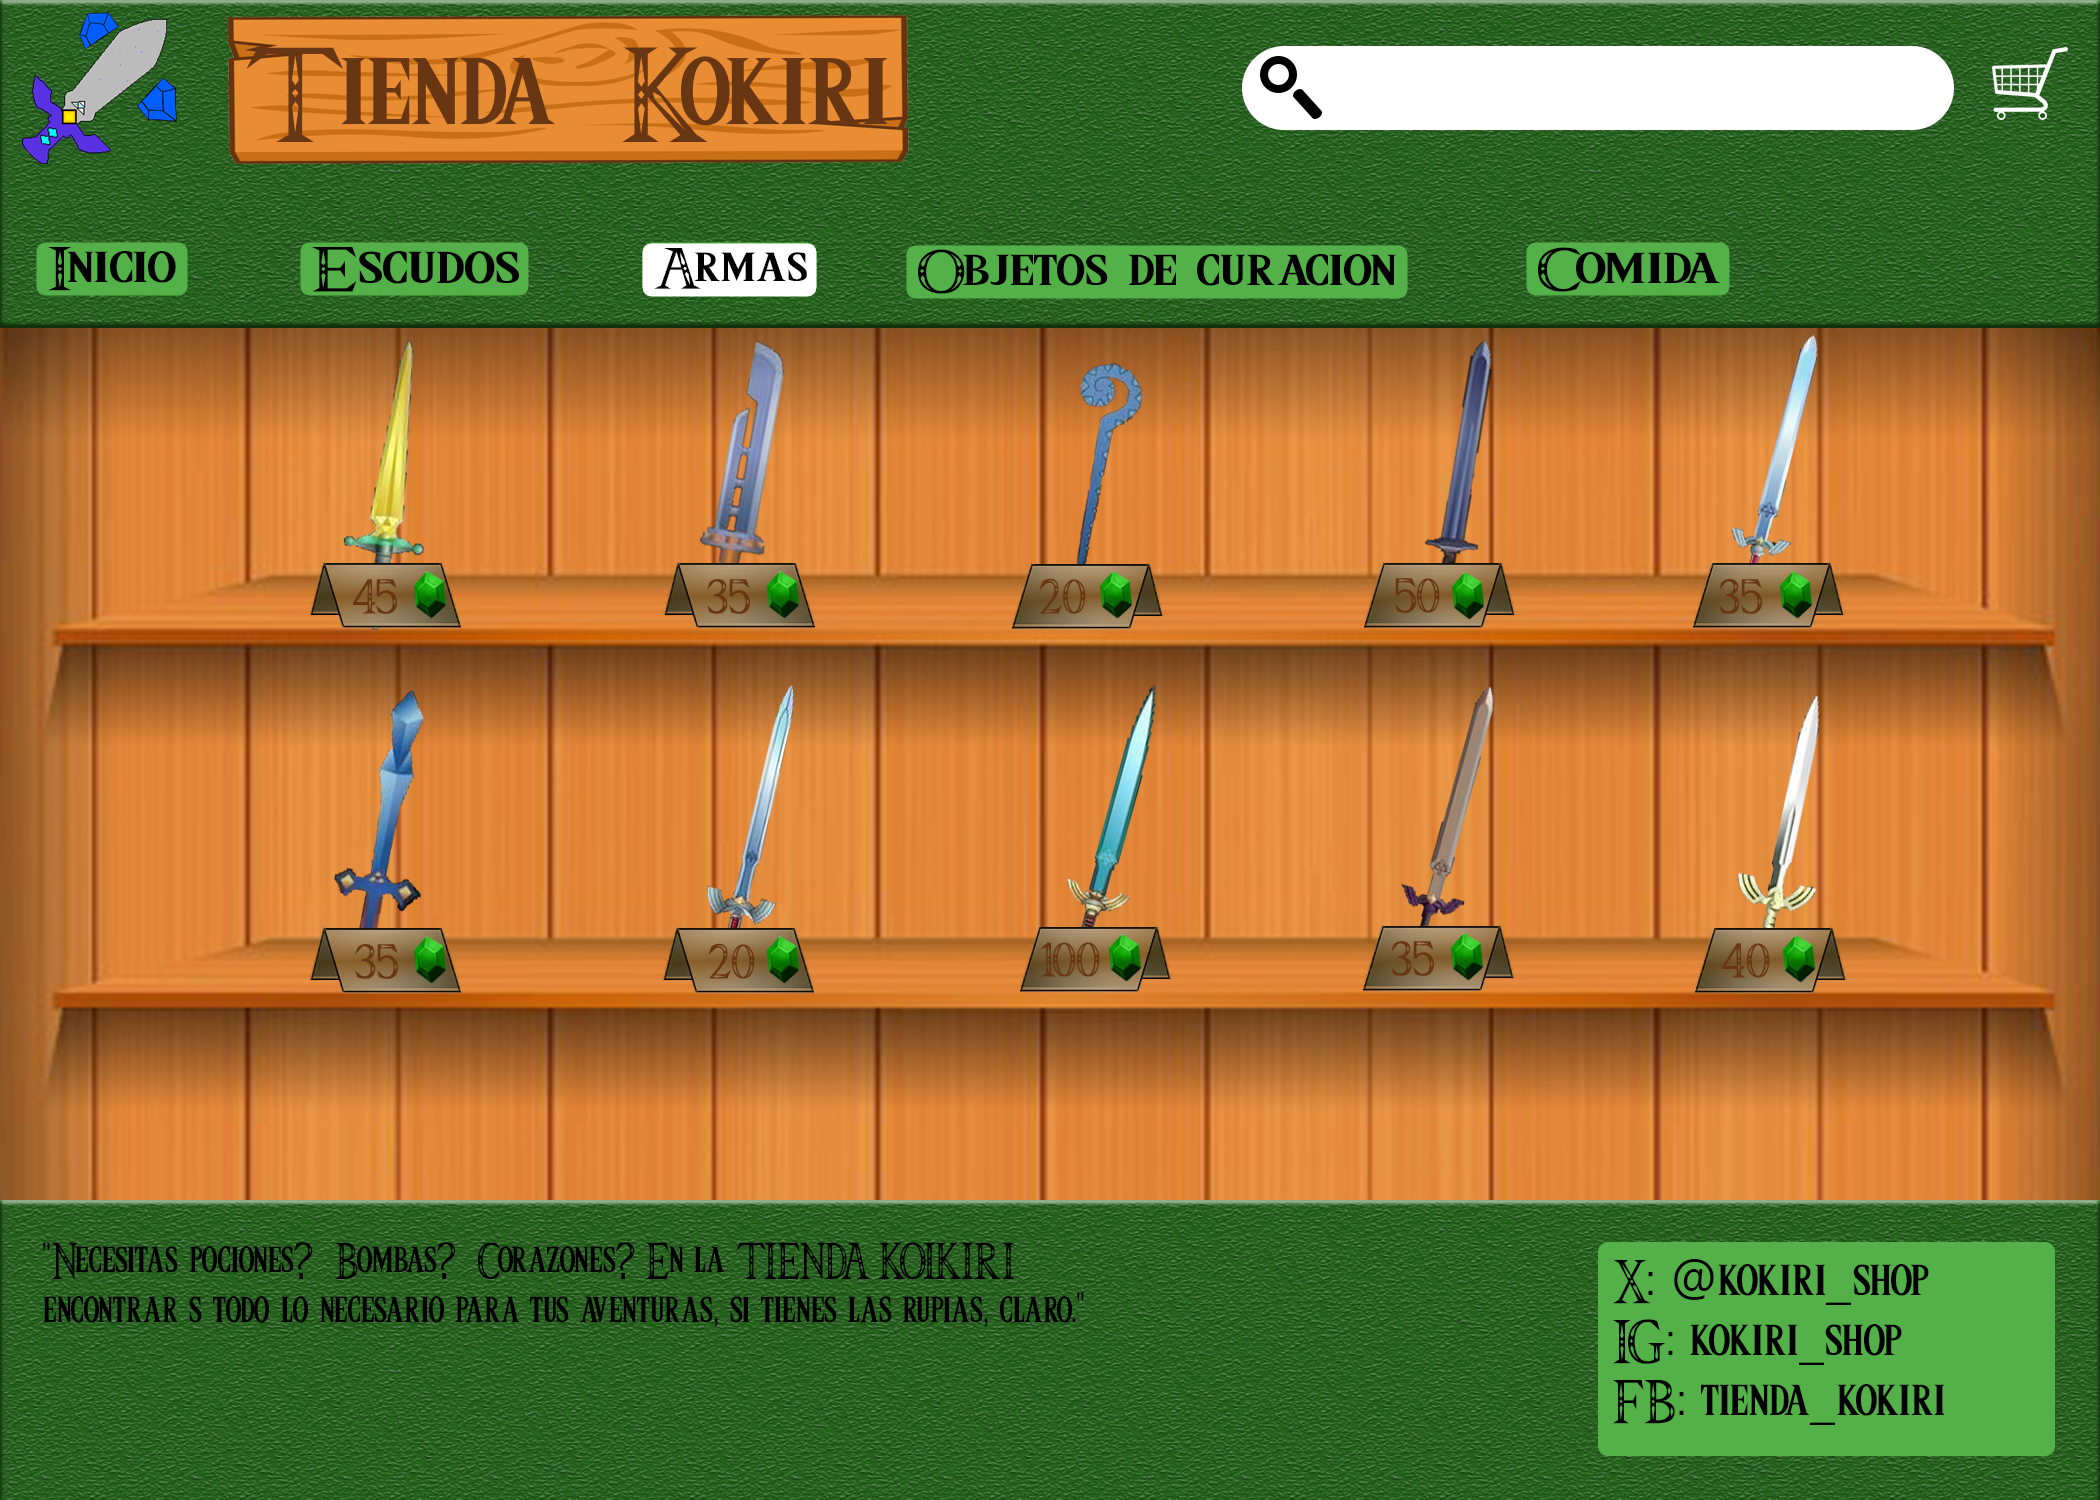 Tienda Kokiri
Inicio Escudos Armas Objetos de curacion Comida
45 35 20 50 35
35 20 100 35 40
"Necesitas pociones? Bombas? Corazones? En la TIENDA KOIKIRI
encontrar s todo lo necesario para tus aventuras, si tienes las rupias, claro."
X: @kokiri_shop
IG: kokiri_shop
FB: tienda_kokiri